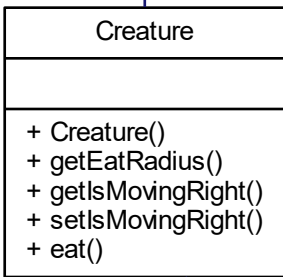 Creature
+ Creature()
+ getEatRadius()
+ getIsMovingRight()
+ setIsMovingRight()
+ eat()